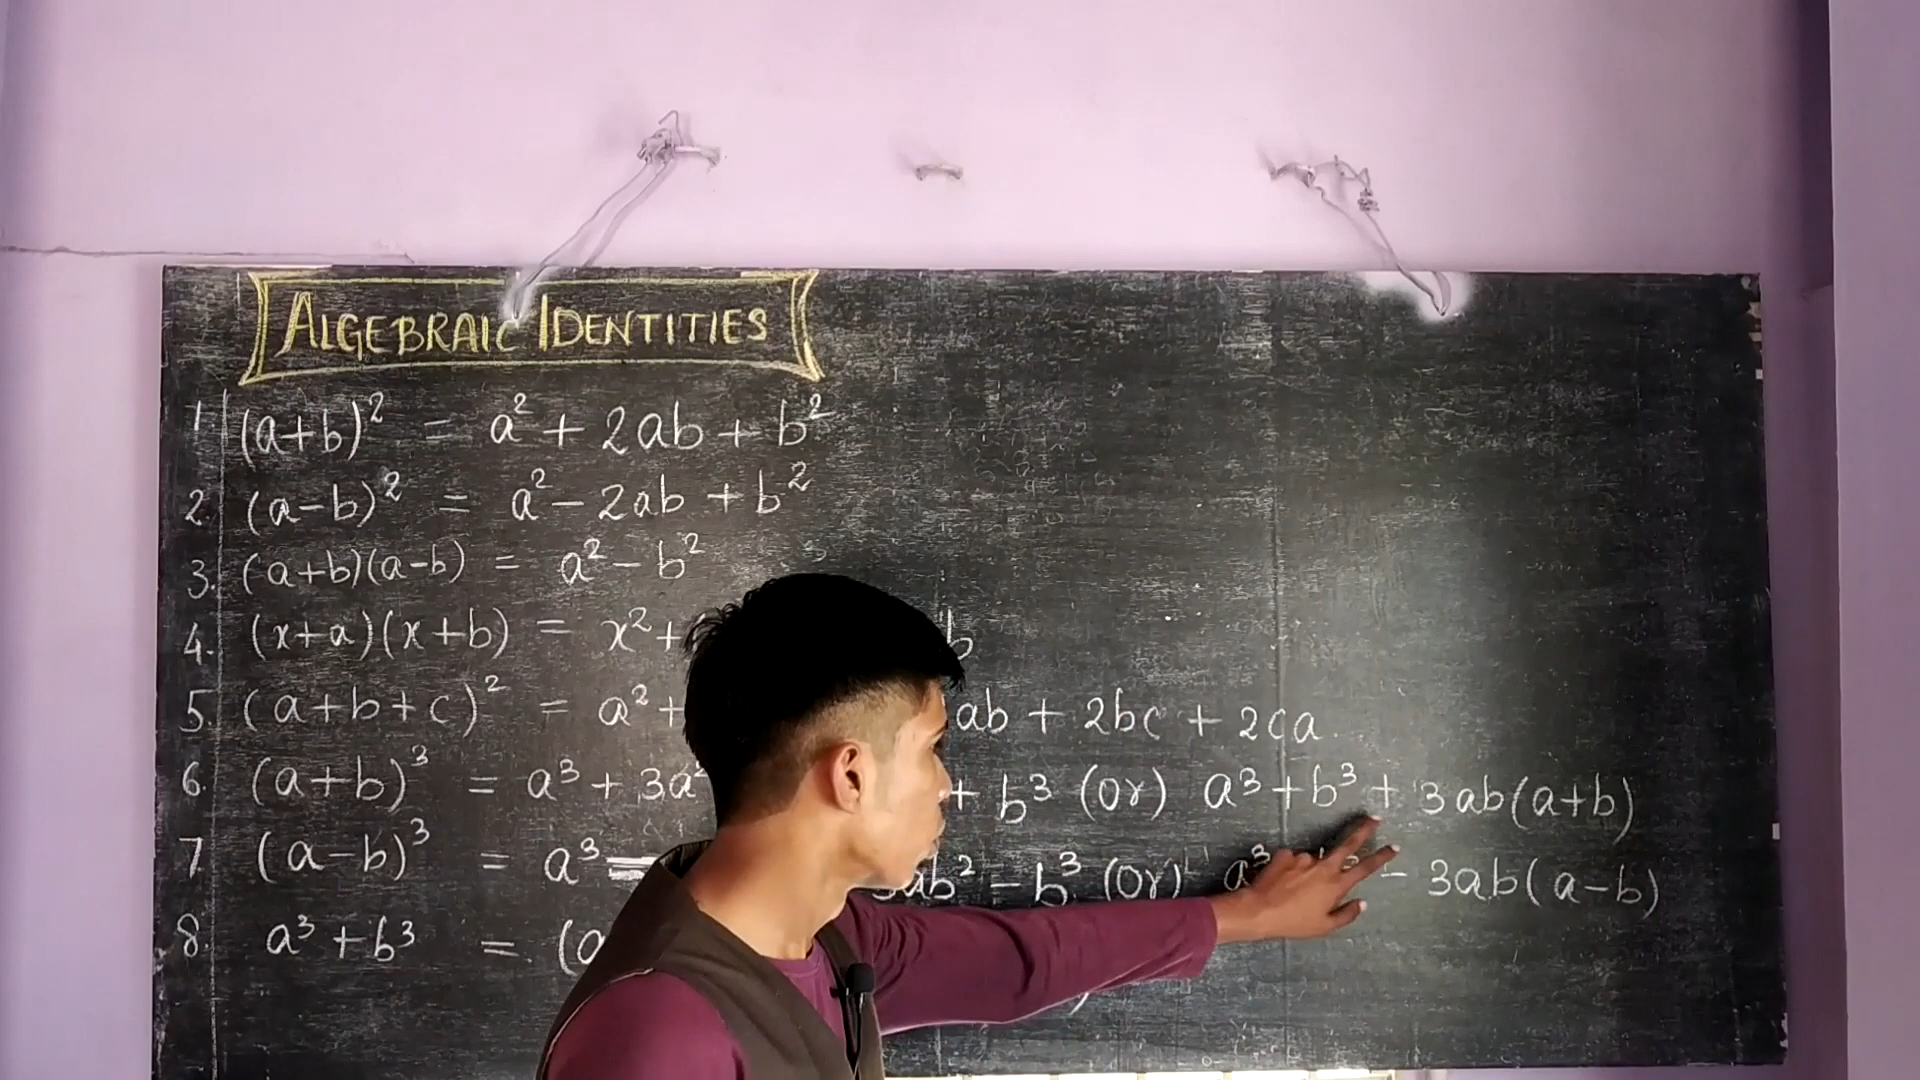 ALGEBRAIC IDENTITIES
1. (a+b)² = a² + 2ab + b²
2. (a-b)² = a² - 2ab + b²
3. (a+b)(a-b) = a² - b²
4. (x+a)(x+b) = x² + b
5. (a+b+c)² = a² + ab + 2bc + 2ca.
6. (a+b)³ = a³ + 3a² + b³ (Or) a³ + b³ + 3ab(a+b)
7. (a-b)³ = a³ - ab² - b³ (Or) a³ - 3ab(a-b)
8. a³ + b³ = (a